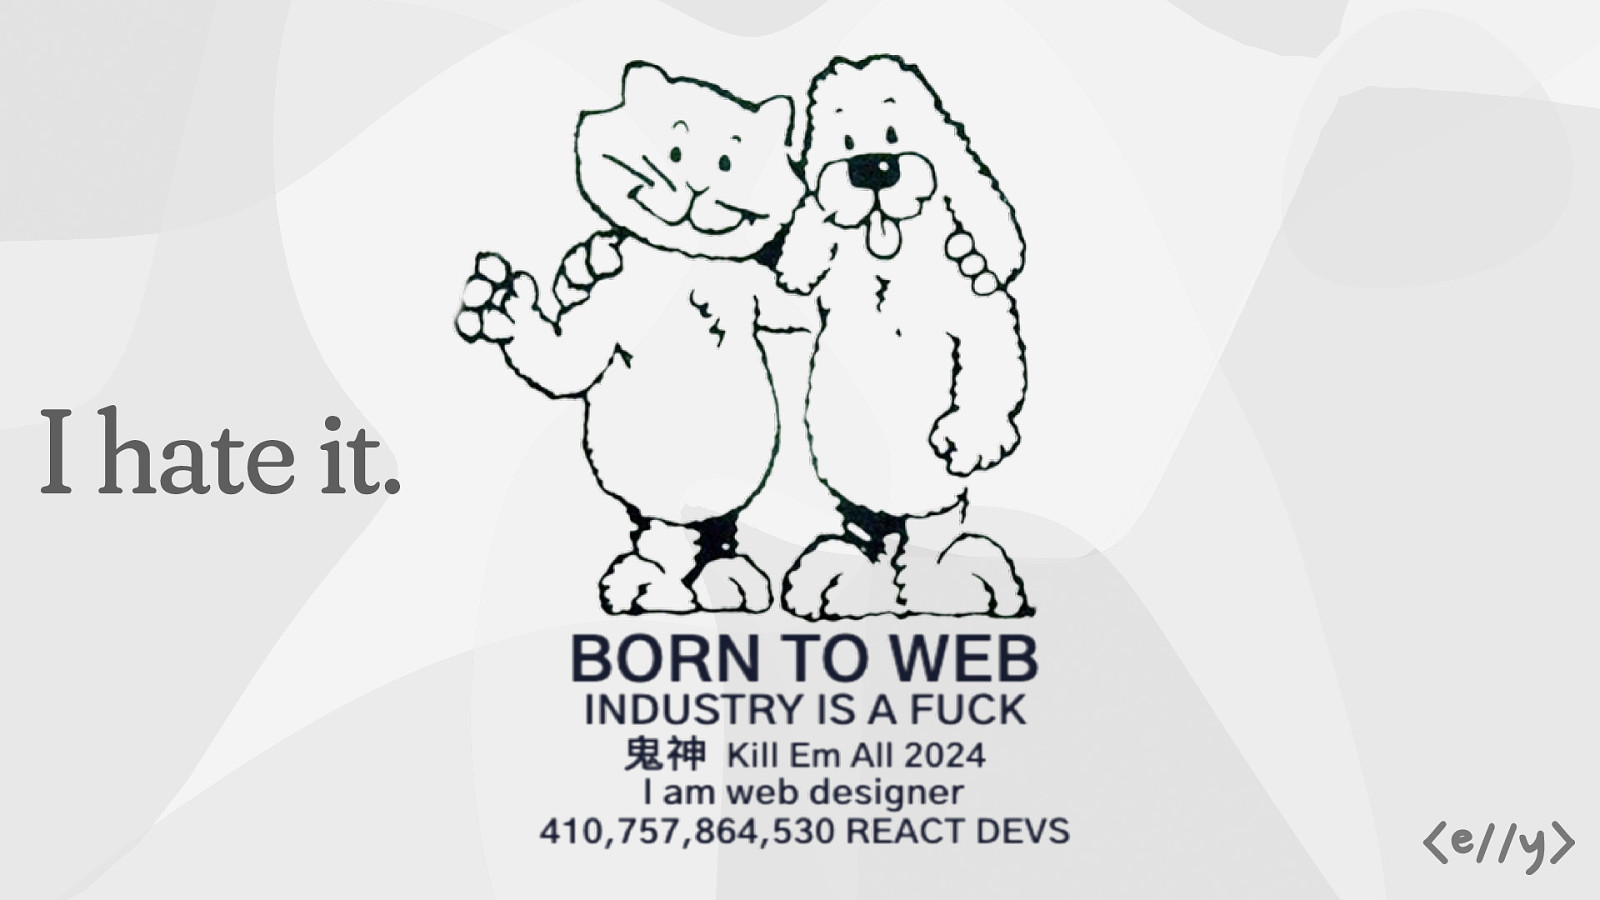 I hate it.
BORN TO WEB
INDUSTRY IS A FUCK
鬼神 Kill Em All 2024
I am web designer
410,757,864,530 REACT DEVS
<e//y>